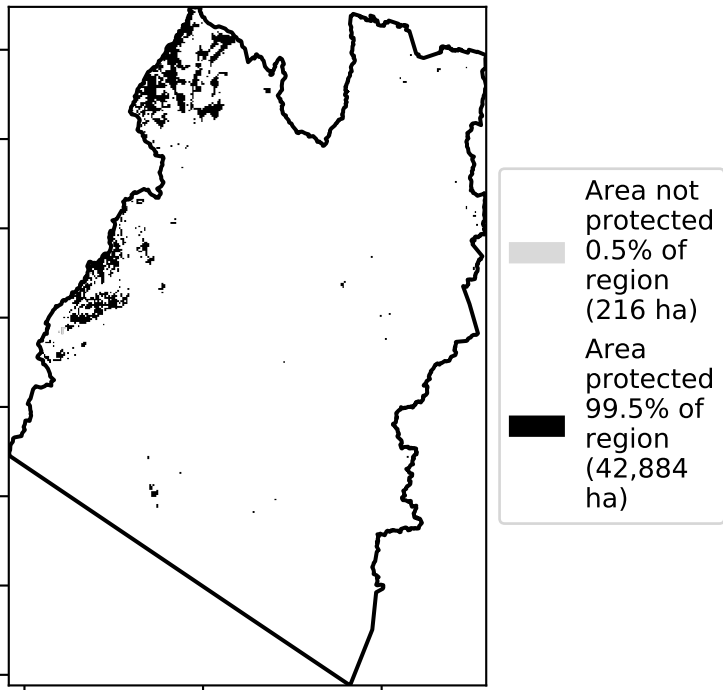 Area not
protected
0.5% of
region
(216 ha)
Area
protected
99.5% of
region
(42,884
ha)